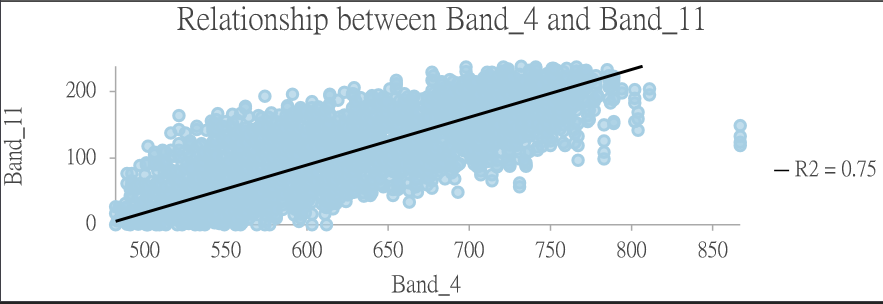 Relationship between Band_4 and Band_11
200
100
0
Band_11
500 550 600 650 700 750 800 850
Band_4
R2 = 0.75